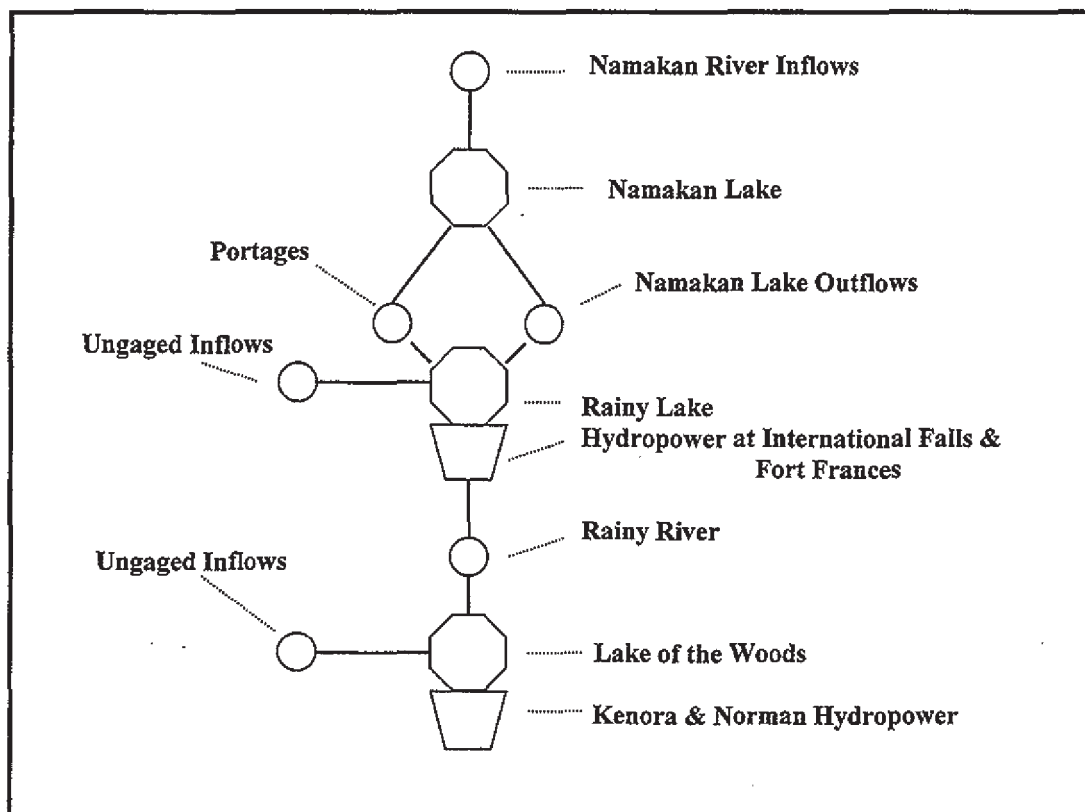 Namakan River Inflows
Namakan Lake
Portages
Namakan Lake Outflows
Ungaged Inflows
Rainy Lake
Hydropower at International Falls &
Fort Frances
Rainy River
Ungaged Inflows
Lake of the Woods
Kenora & Norman Hydropower